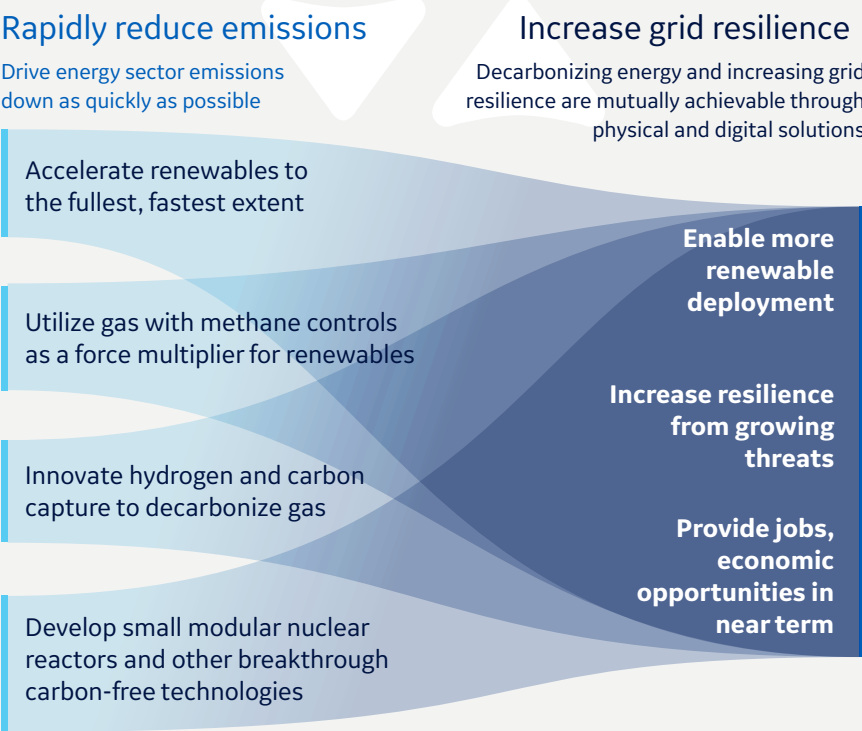 Rapidly reduce emissions
Drive energy sector emissions
down as quickly as possible
Increase grid resilience
Decarbonizing energy and increasing grid
resilience are mutually achievable through
physical and digital solutions
Accelerate renewables to
the fullest, fastest extent
Utilize gas with methane controls
as a force multiplier for renewables
Innovate hydrogen and carbon
capture to decarbonize gas
Develop small modular nuclear
reactors and other breakthrough
carbon-free technologies
Enable more
renewable
deployment
Increase resilience
from growing
threats
Provide jobs,
economic
opportunities in
near term